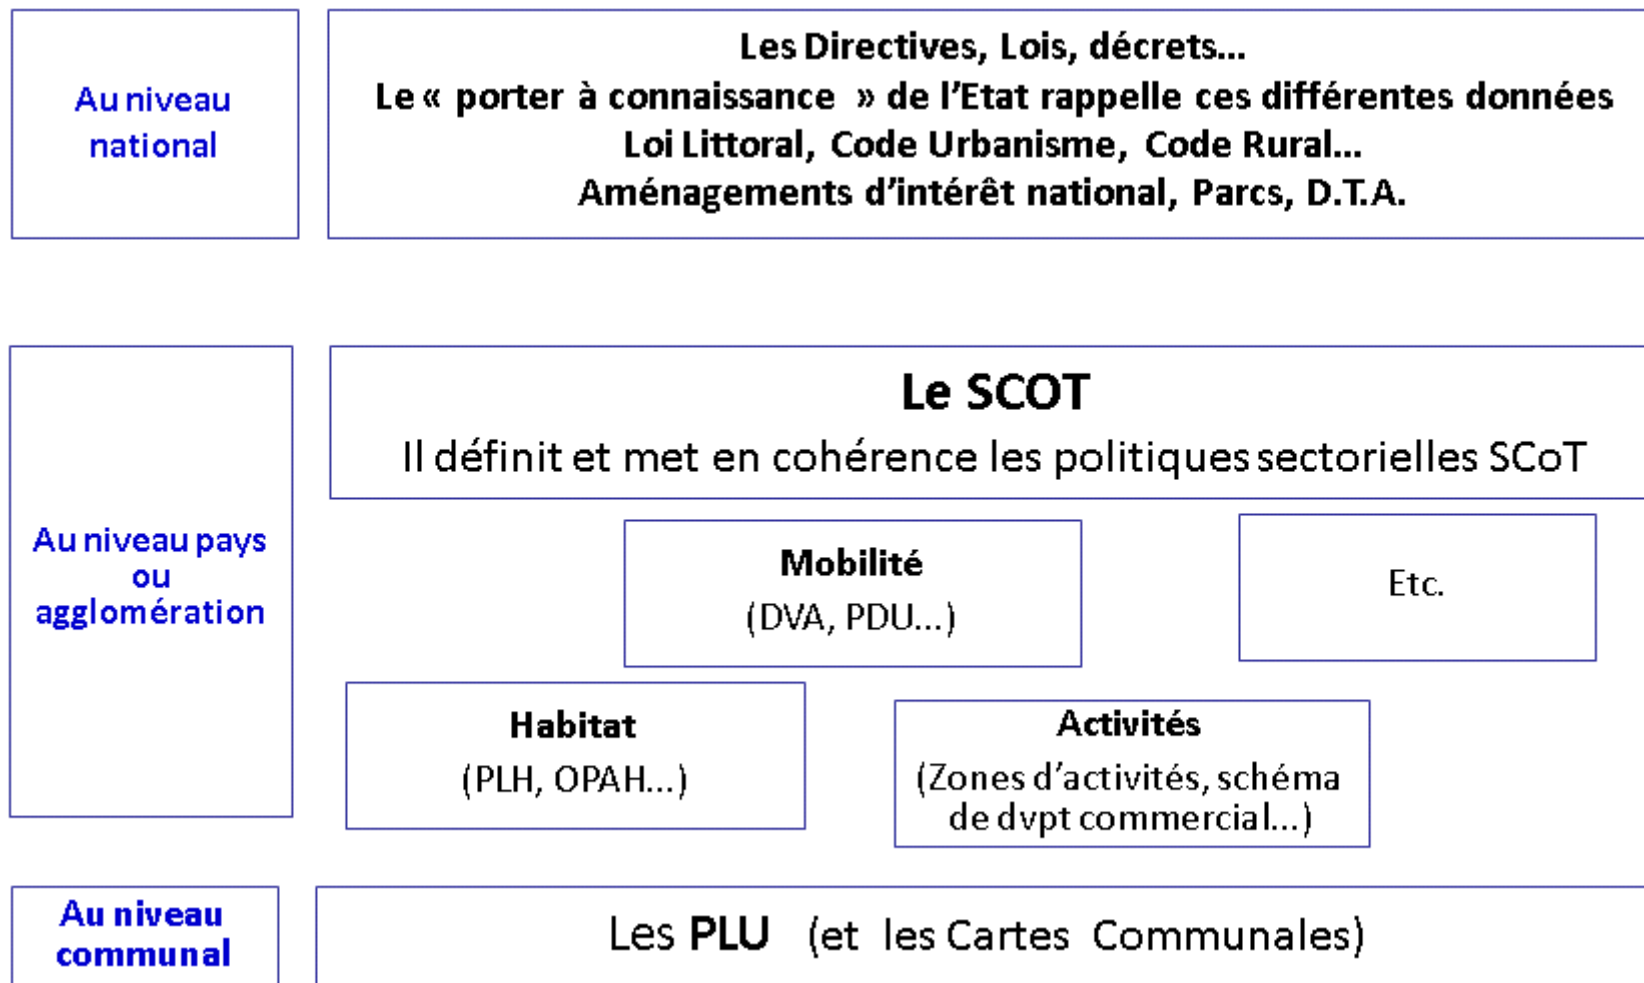 Au niveau
national
Les Directives, Lois, décrets...
Le « porter à connaissance » de l'Etat rappelle ces différentes données
Loi Littoral, Code Urbanisme, Code Rural...
Aménagements d'intérêt national, Parcs, D.T.A.
Au niveau pays
ou
agglomération
Le SCOT
Il définit et met en cohérence les politiques sectorielles SCoT
Mobilité
(DVA, PDU...)
Etc.
Habitat
(PLH, OPAH...)
Activités
(Zones d'activités, schéma
de dvpt commercial...)
Au niveau
communal
Les PLU (et les Cartes Communales)